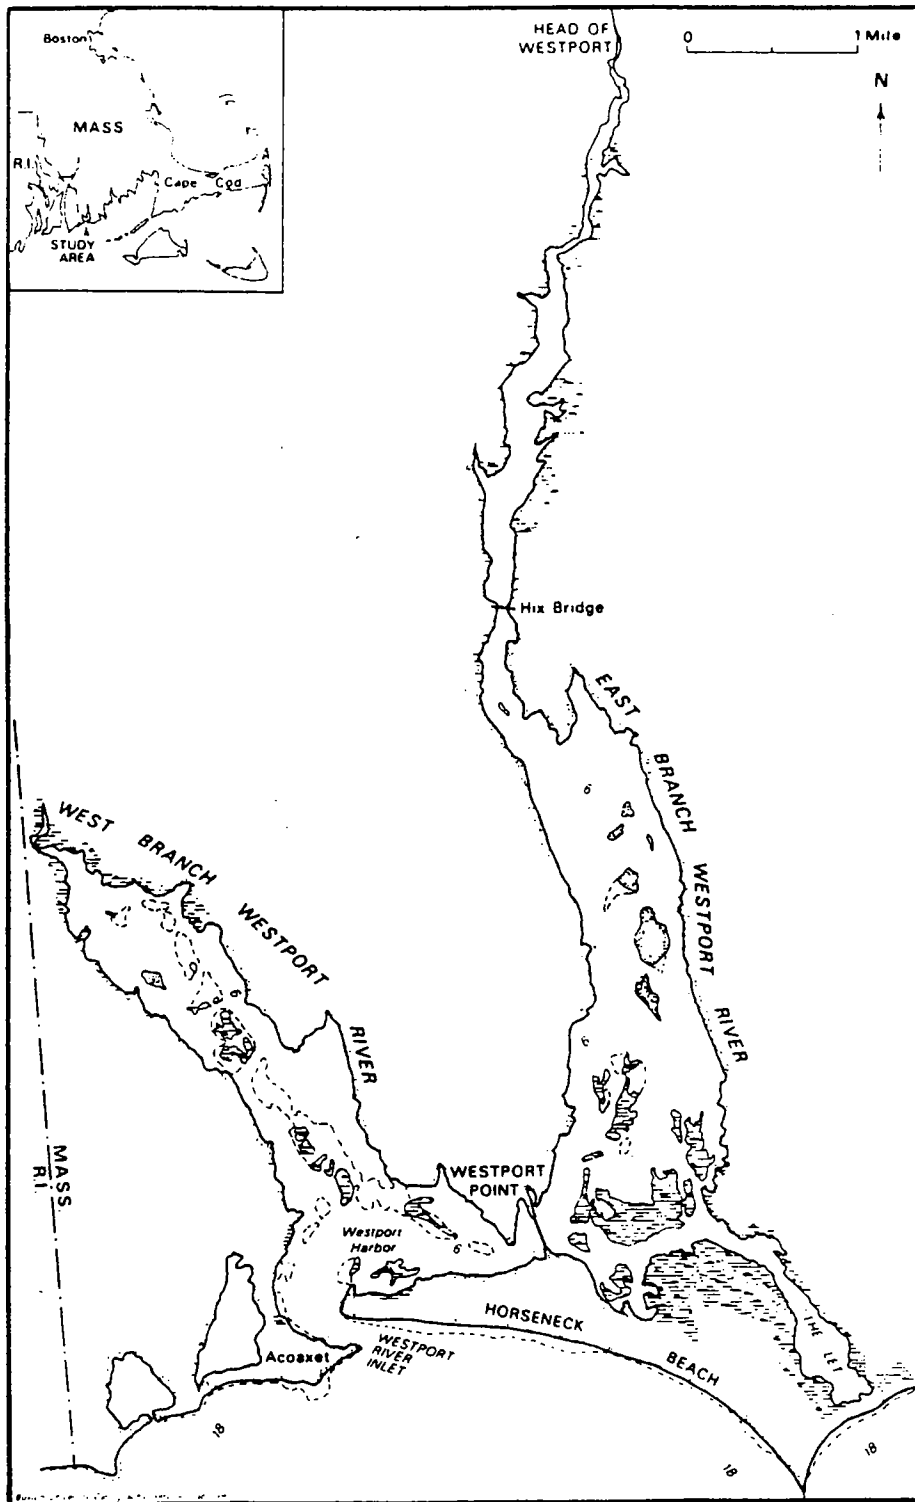 Boston
MASS
R.I.
Cape Cod
STUDY
AREA
HEAD OF
WESTPORT
0 1 Mile
N
Hix Bridge
EAST BRANCH WESTPORT RIVER
6
WEST BRANCH WESTPORT RIVER
6
6
MASS
R.I.
WESTPORT
POINT
Westport
Harbor
6
HORSENECK BEACH
THE LET
WESTPORT
RIVER
INLET
Acoaxet
18
18
18